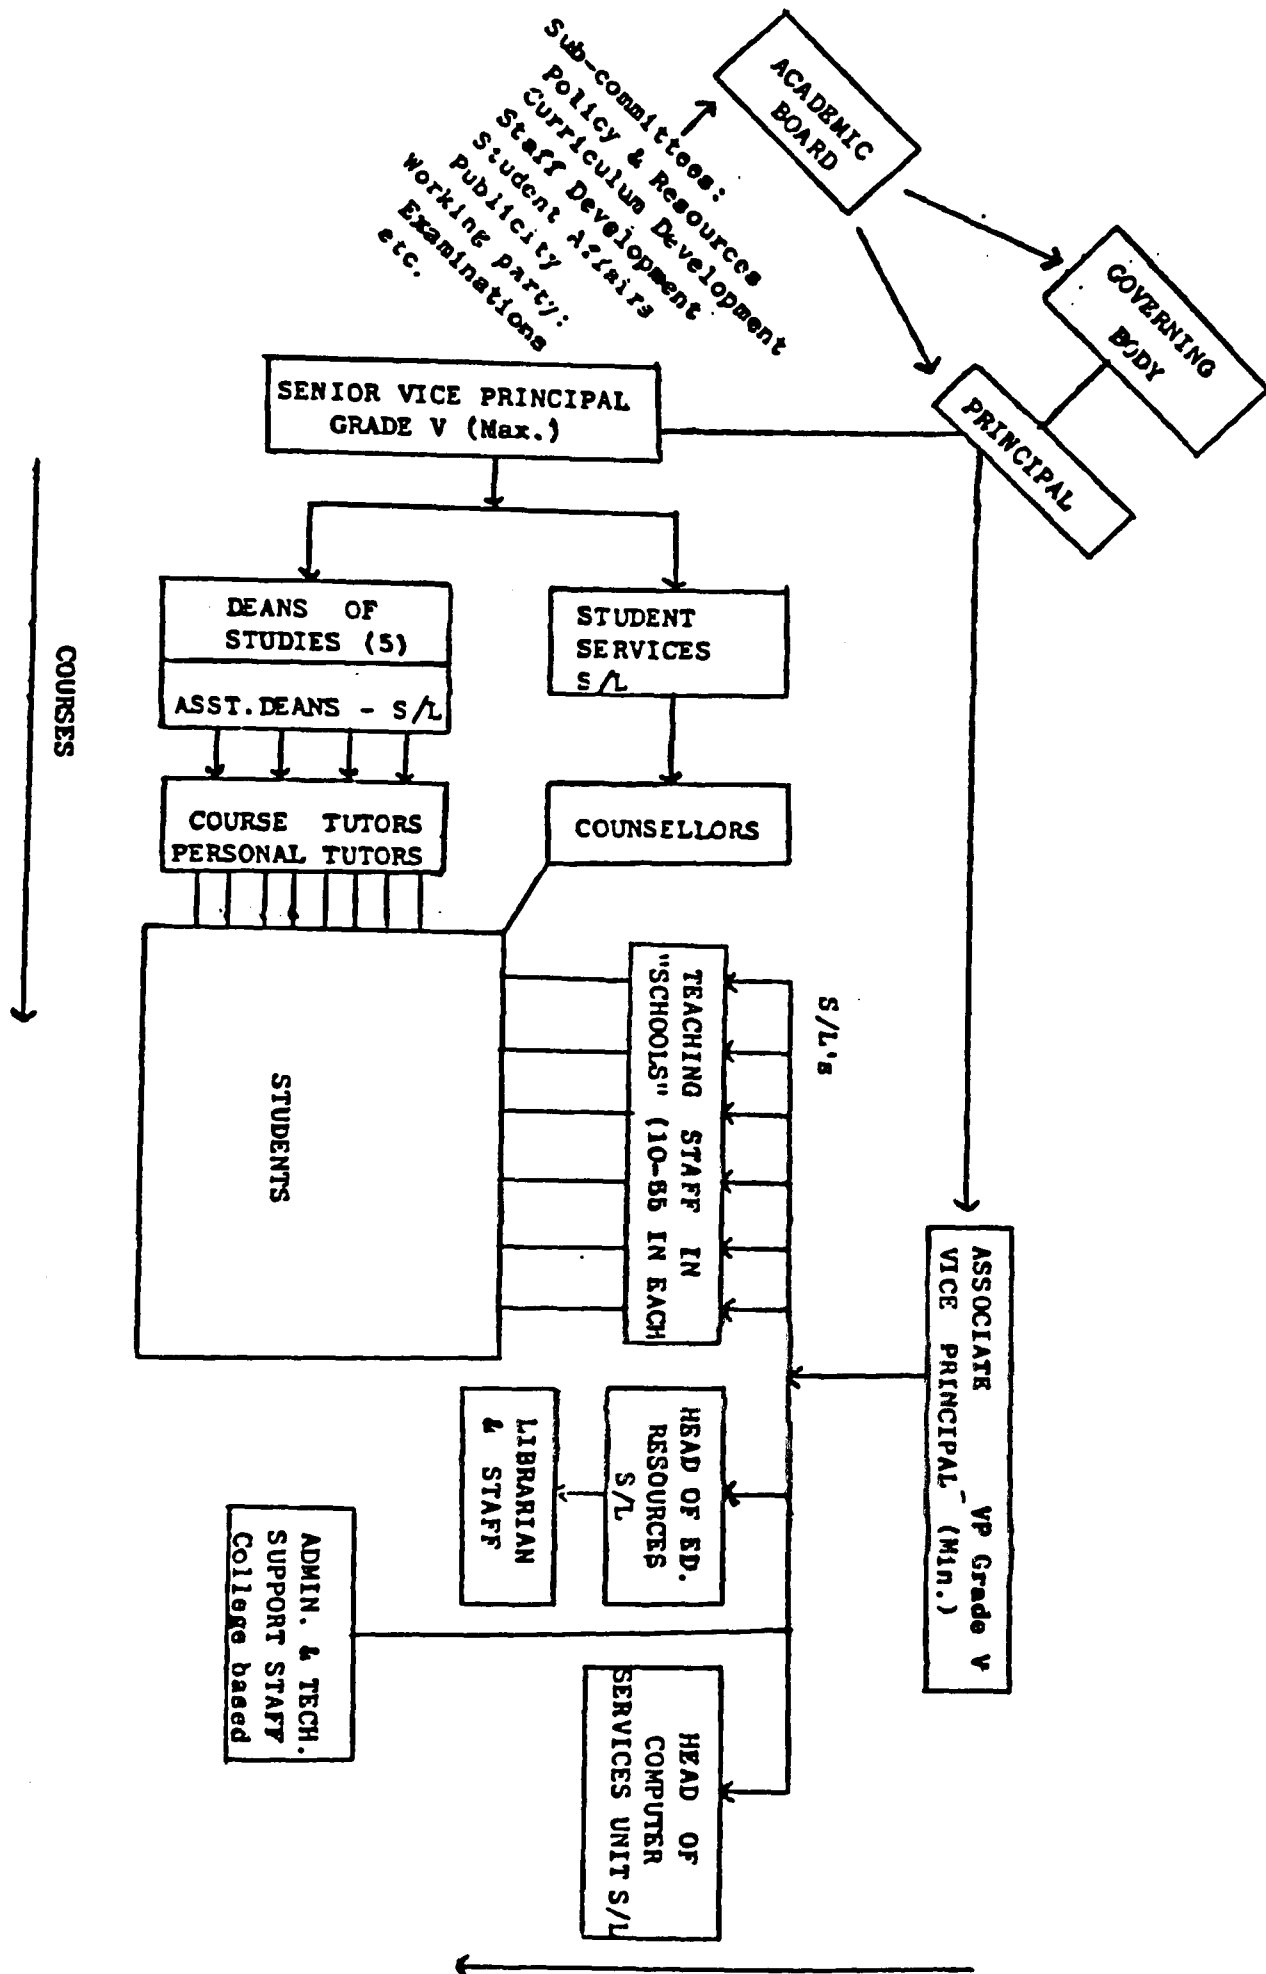 ACADEMIC
BOARD
GOVERNING
BODY
PRINCIPAL
Sub-committees:
Policy & Resources
Curriculum Development
Staff Development
Student Affairs
Publicity
Working party:
Examinations
etc.
SENIOR VICE PRINCIPAL
GRADE V (Max.)
DEANS OF
STUDIES (5)
ASST.DEANS - S/L
STUDENT
SERVICES
S/L
COURSE TUTORS
PERSONAL TUTORS
COUNSELLORS
COURSES
STUDENTS
TEACHING STAFF IN
"SCHOOLS" (10-55 IN EACH
S/L's
ASSOCIATE VP Grade V
VICE PRINCIPAL - (Min.)
HEAD OF ED.
RESOURCES
S/L
LIBRARIAN
& STAFF
ADMIN. & TECH.
SUPPORT STAFF
College based
HEAD OF
COMPUTER
SERVICES UNIT S/L